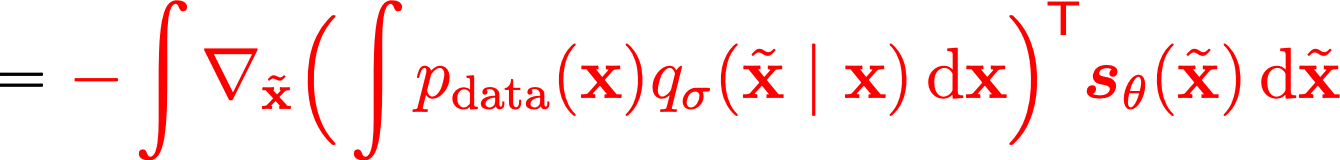 = − ∫ ∇_x̃ ( ∫ p_data(𝐱) q_σ(𝐱̃ | 𝐱) d𝐱 )^⊤ 𝒔_θ(𝐱̃) d𝐱̃